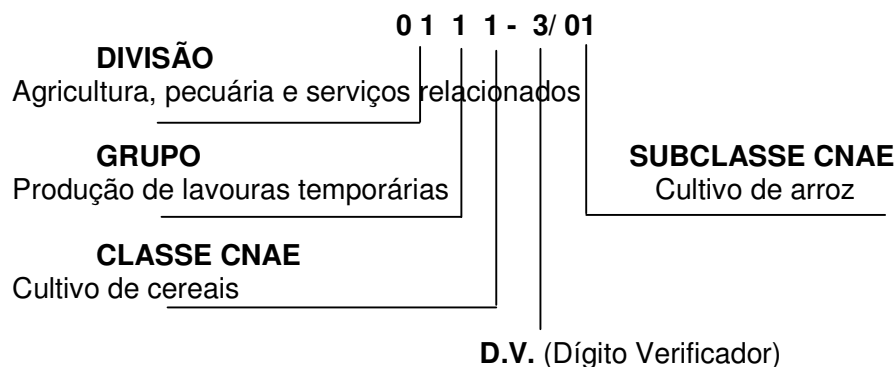 0 1 1 1 - 3/ 01
DIVISÃO
Agricultura, pecuária e serviços relacionados
GRUPO
Produção de lavouras temporárias
SUBCLASSE CNAE
Cultivo de arroz
CLASSE CNAE
Cultivo de cereais
D.V. (Dígito Verificador)